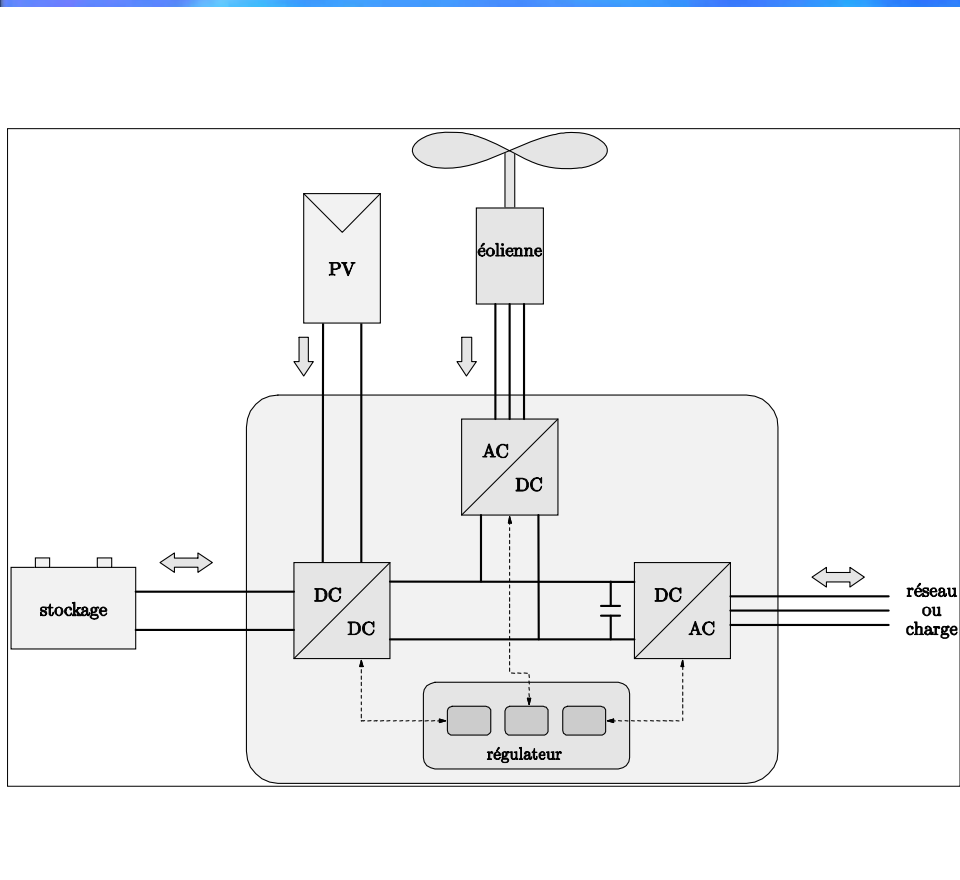 éolienne
PV
AC
DC
DC
DC
DC
AC
stockage
réseau
ou
charge
régulateur